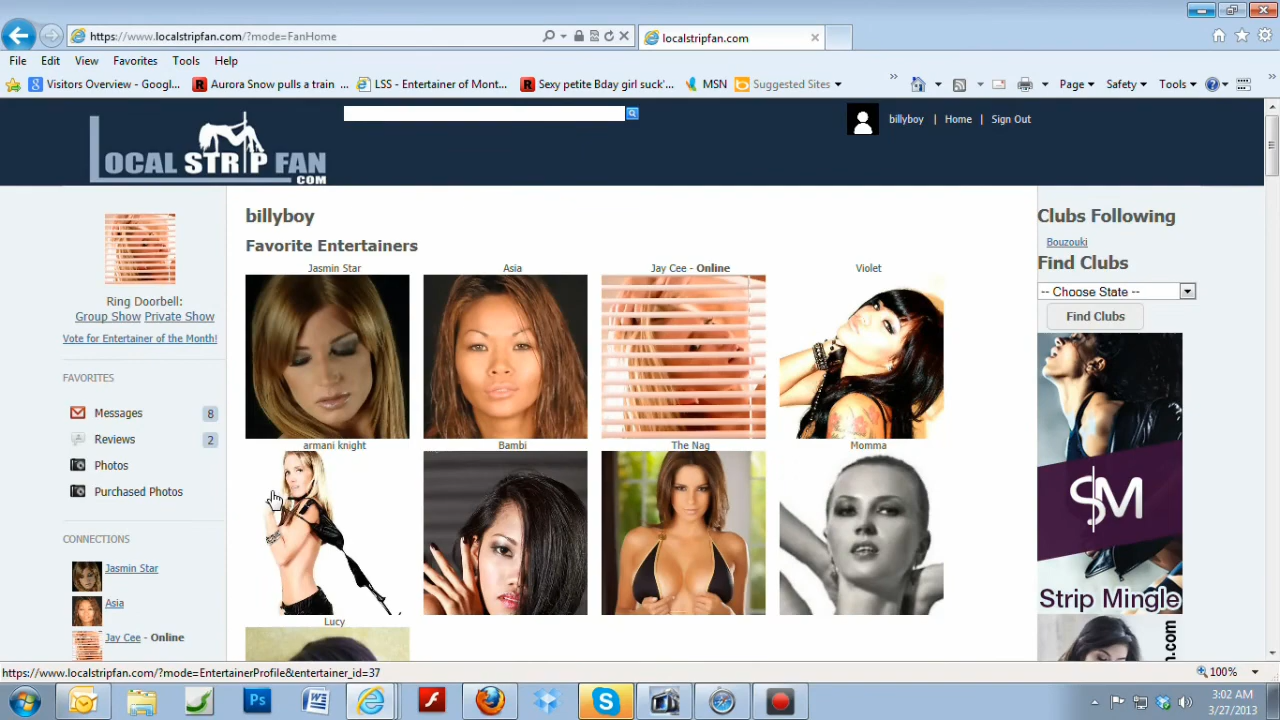 https://www.localstripfan.com/?mode=FanHome
localstripfan.com
File Edit View Favorites Tools Help
Visitors Overview - Googl...
Aurora Snow pulls a train ...
LSS - Entertainer of Mont...
Sexy petite Bday girl suck'...
MSN
Suggested Sites
Page
Safety
Tools
LOCAL STRIP FAN
COM
billyboy | Home | Sign Out
billyboy
Favorite Entertainers
Jasmin Star
Asia
Jay Cee - Online
Violet
armani knight
Bambi
The Nag
Momma
Lucy
Ring Doorbell:
Group Show Private Show
Vote for Entertainer of the Month!
FAVORITES
Messages 8
Reviews 2
Photos
Purchased Photos
CONNECTIONS
Jasmin Star
Asia
Jay Cee - Online
Clubs Following
Bouzouki
Find Clubs
-- Choose State --
Find Clubs
SM
Strip Mingle
.com
https://www.localstripfan.com/?mode=EntertainerProfile&entertainer_id=37
100%
Ps
3:02 AM
3/27/2013